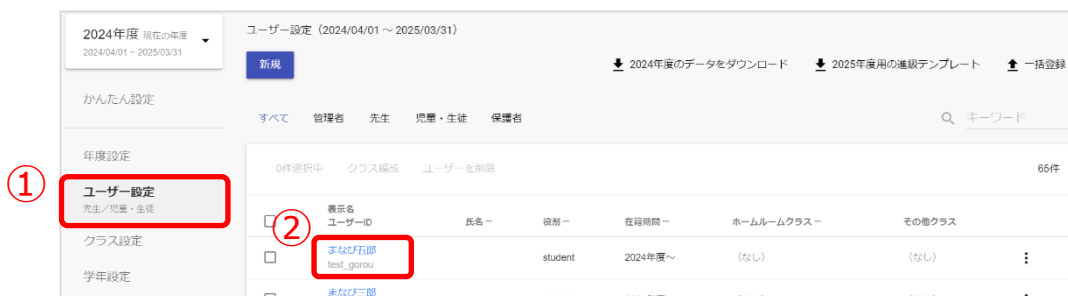 2024年度 現在の年度
2024/04/01 ~ 2025/03/31
かんたん設定
年度設定
①
ユーザー設定
先生/児童・生徒
クラス設定
学年設定
ユーザー設定（2024/04/01 ～ 2025/03/31）
新規
2024年度のデータをダウンロード 2025年度用の進級テンプレート 一括登録
すべて 管理者 先生 児童・生徒 保護者 キーワード
0件選択中 クラス編成 ユーザーを削除 65件
表示名
ユーザーID 氏名 役割 在籍期間 ホームルームクラス その他クラス
②
まなび五郎
test_gorou student 2024年度～ （なし） （なし）
まなび三郎